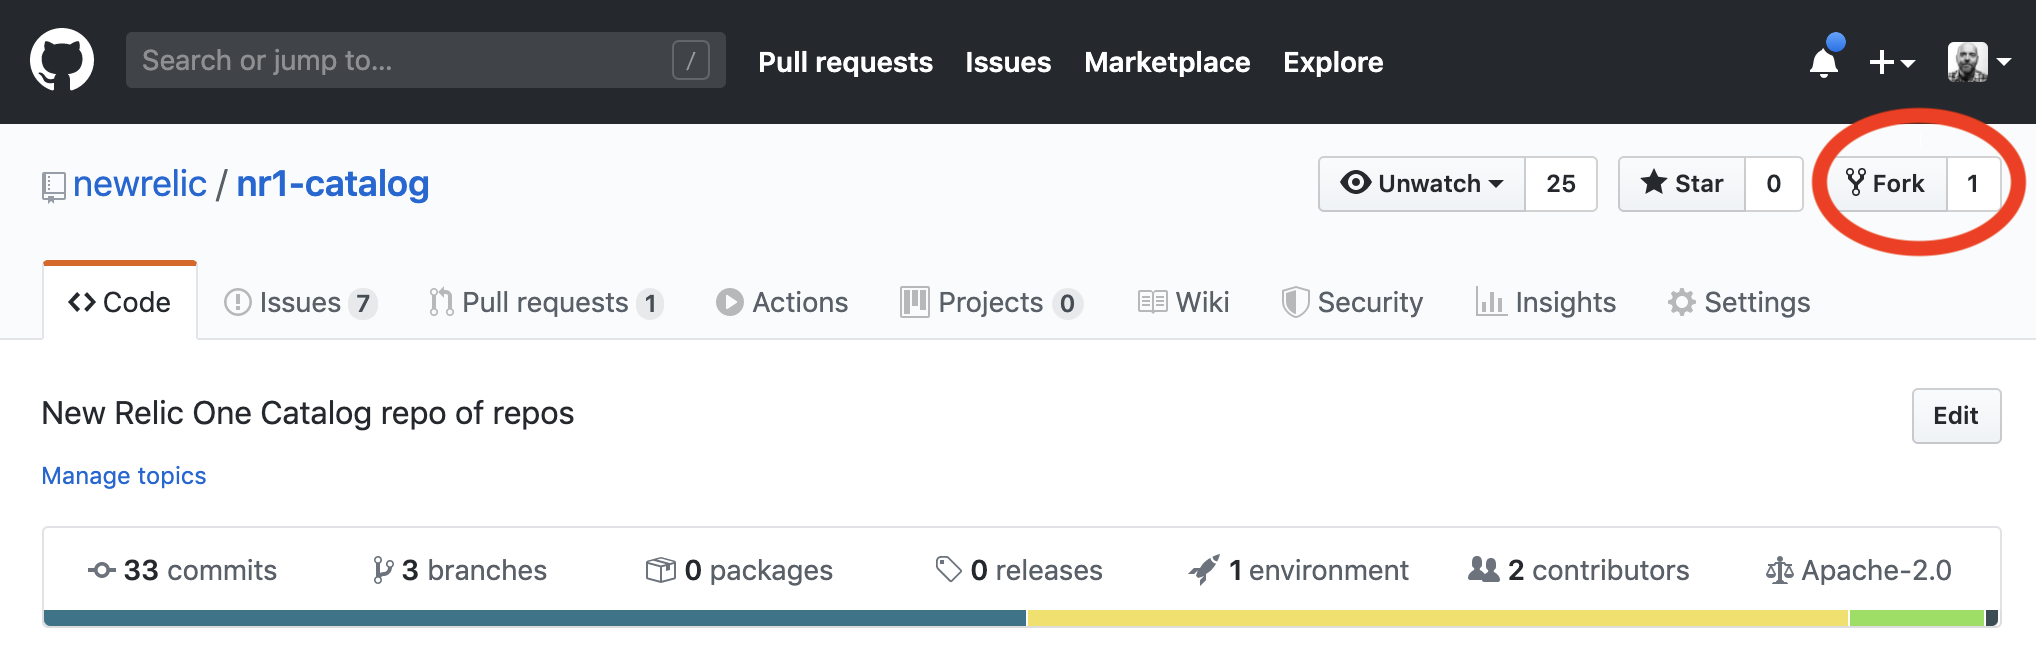 Search or jump to... /
Pull requests Issues Marketplace Explore
newrelic / nr1-catalog
Unwatch 25 Star 0 Fork 1
<> Code Issues 7 Pull requests 1 Actions Projects 0 Wiki Security Insights Settings
New Relic One Catalog repo of repos
Edit
Manage topics
33 commits 3 branches 0 packages 0 releases 1 environment 2 contributors Apache-2.0